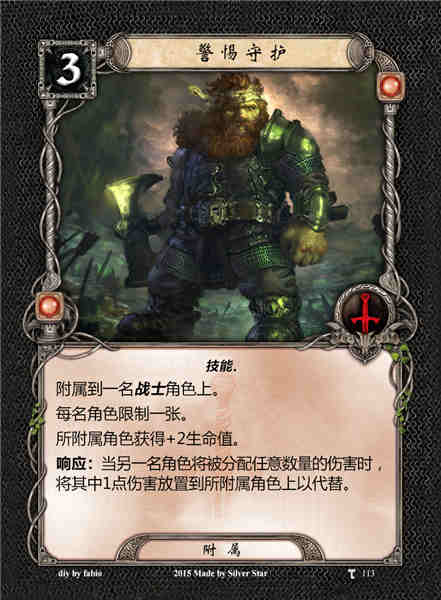 3
警惕守护
技能.
附属到一名战士角色上。
每名角色限制一张。
所附属角色获得+2生命值。
响应：当另一名角色将被分配任意数量的伤害时，
将其中1点伤害放置到所附属角色上以代替。
附属
diy by fabio 2015 Made by Silver Star 113